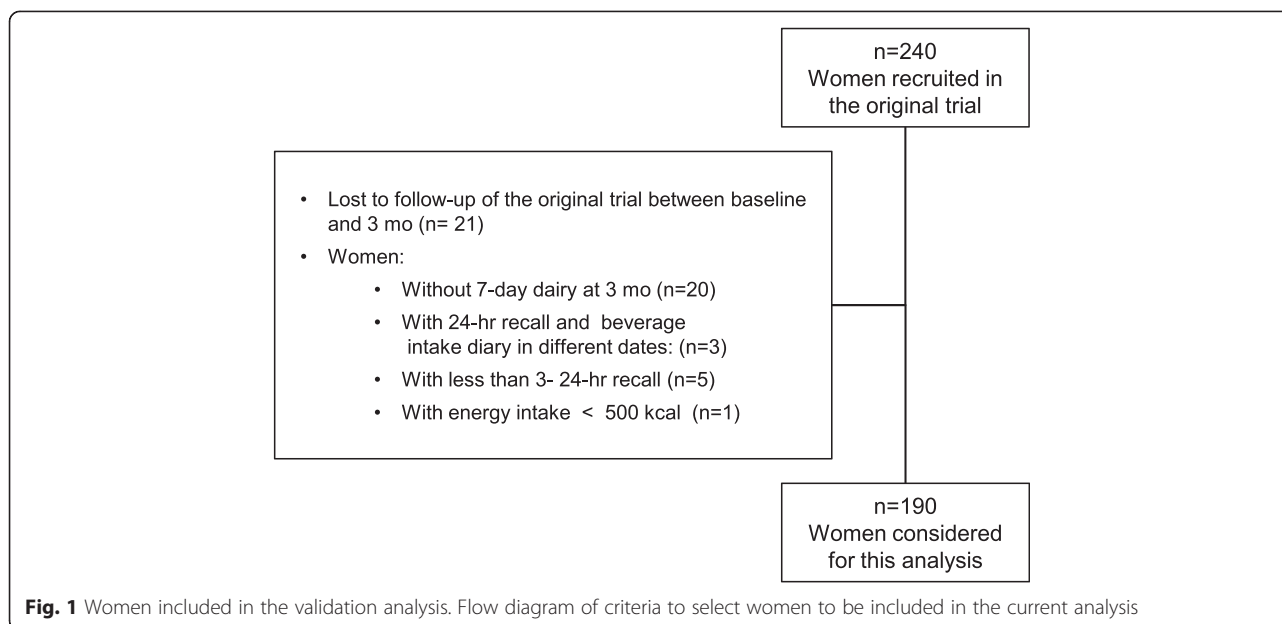 n=240
Women recruited in
the original trial
• Lost to follow-up of the original trial between baseline
and 3 mo (n= 21)
• Women:
• Without 7-day dairy at 3 mo (n=20)
• With 24-hr recall and beverage
intake diary in different dates: (n=3)
• With less than 3- 24-hr recall (n=5)
• With energy intake < 500 kcal (n=1)
n=190
Women considered
for this analysis
Fig. 1 Women included in the validation analysis. Flow diagram of criteria to select women to be included in the current analysis